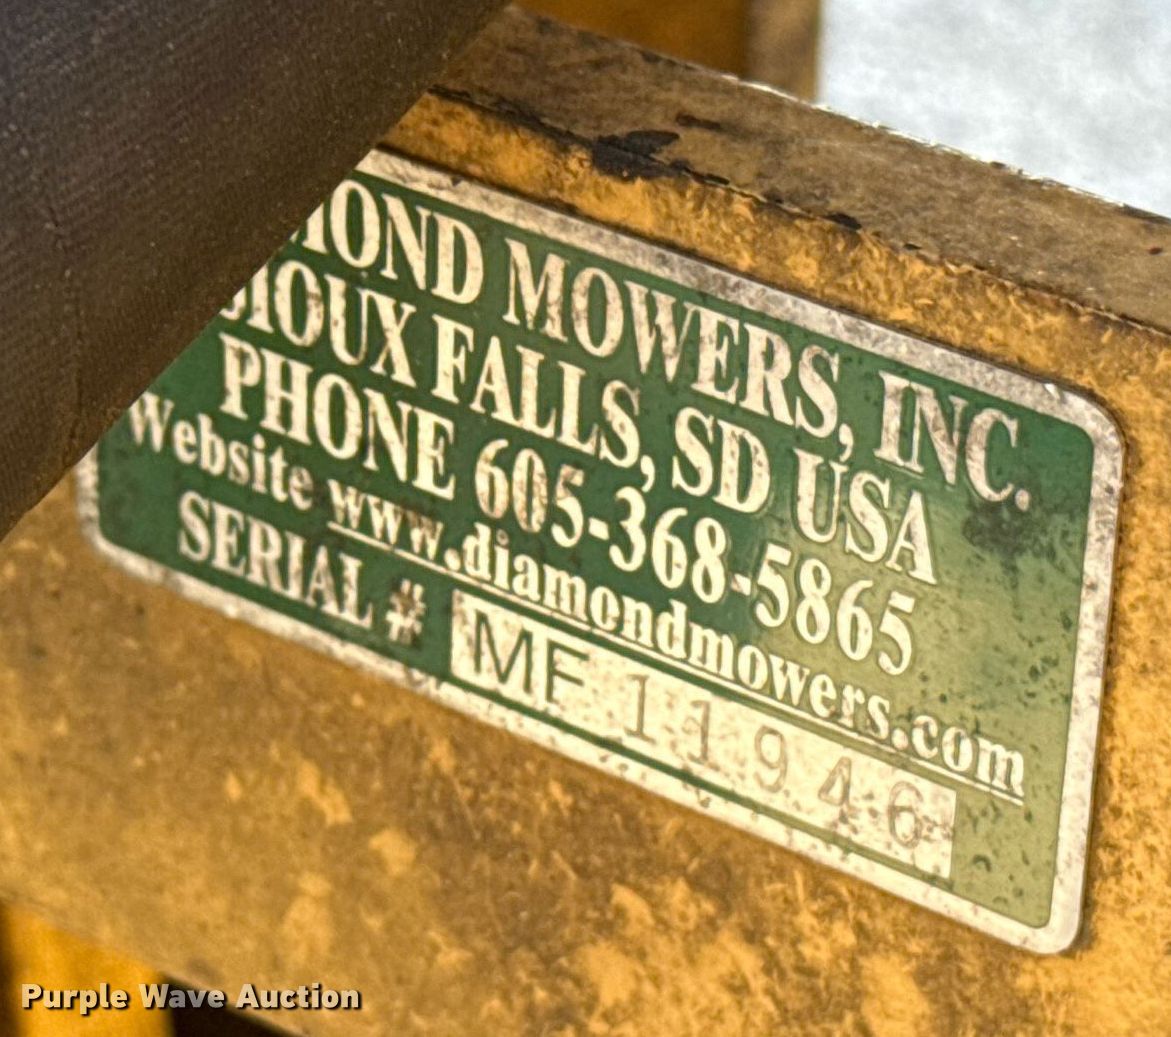 MOND MOWERS, INC.
SIOUX FALLS, SD USA
PHONE 605-368-5865
Website www.diamondmowers.com
SERIAL # MF 11946
Purple Wave Auction